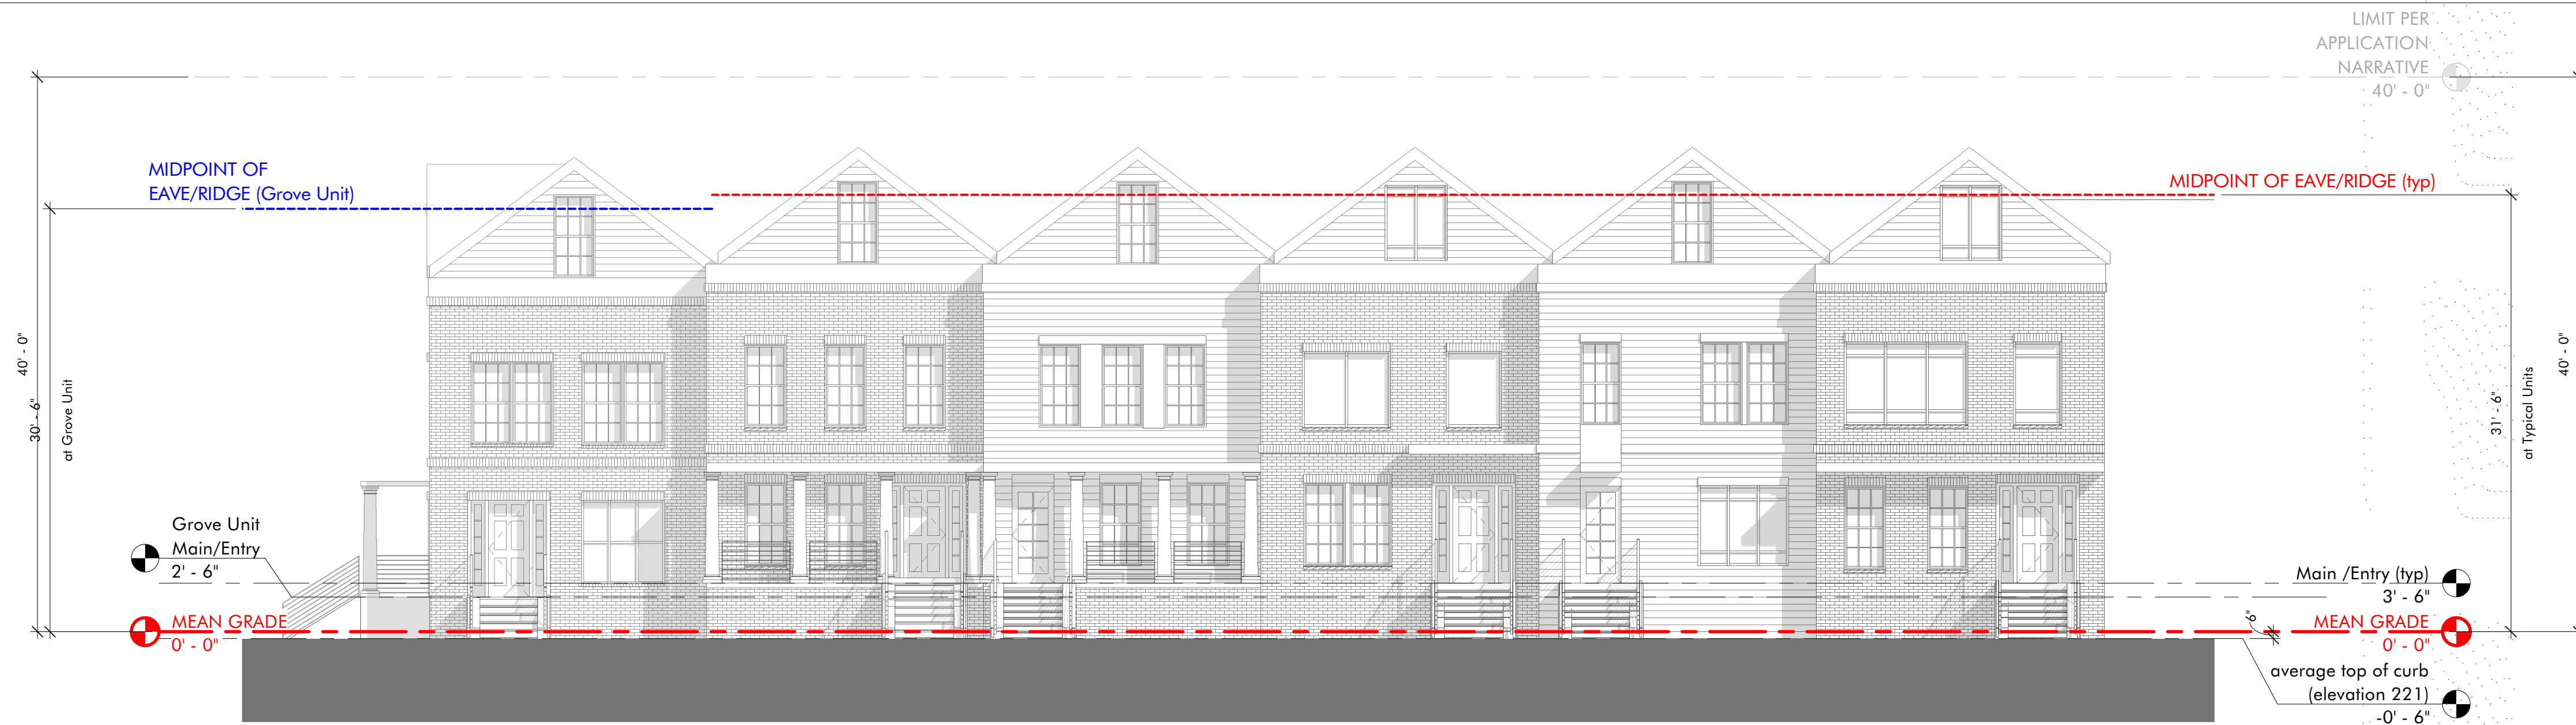 LIMIT PER
APPLICATION
NARRATIVE
40' - 0"
MIDPOINT OF
EAVE/RIDGE (Grove Unit)
MIDPOINT OF EAVE/RIDGE (typ)
40' - 0"
30' - 6"
at Grove Unit
31' - 6"
at Typical Units
40' - 0"
Grove Unit
Main/Entry
2' - 6"
MEAN GRADE
0' - 0"
Main /Entry (typ)
3' - 6"
6"
MEAN GRADE
0' - 0"
average top of curb
(elevation 221)
-0' - 6"